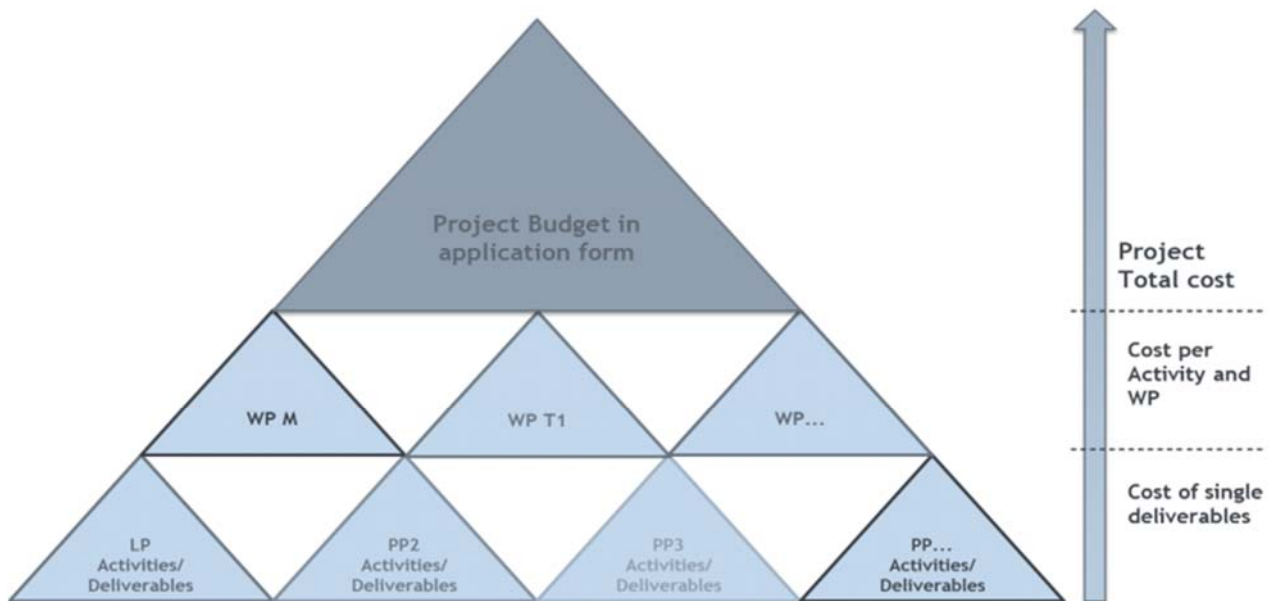 Project Budget in
application form
Project
Total cost
Cost per
Activity and
WP
WP M
WP T1
WP...
Cost of single
deliverables
LP
Activities/
Deliverables
PP2
Activities/
Deliverables
PP3
Activities/
Deliverables
PP...
Activities/
Deliverables